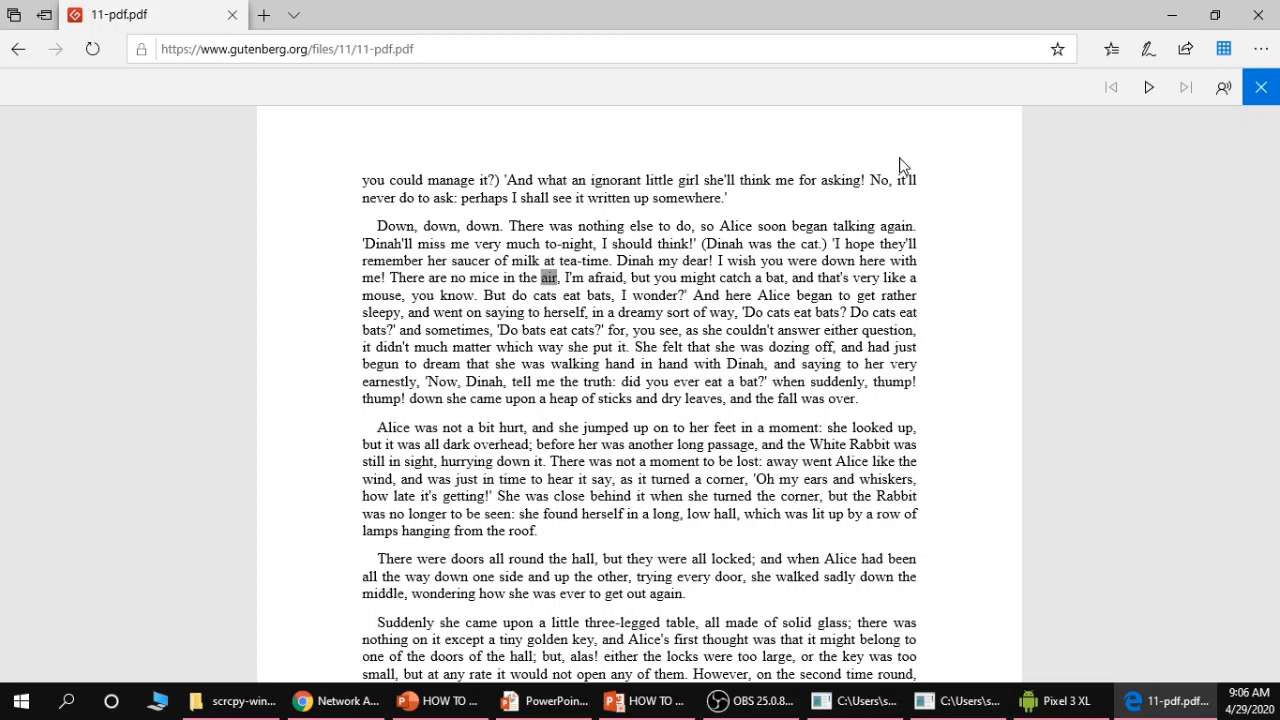 11-pdf.pdf
https://www.gutenberg.org/files/11/11-pdf.pdf
you could manage it?) 'And what an ignorant little girl she'll think me for asking! No, it'll
never do to ask: perhaps I shall see it written up somewhere.'
Down, down, down. There was nothing else to do, so Alice soon began talking again.
'Dinah'll miss me very much to-night, I should think!' (Dinah was the cat.) 'I hope they'll
remember her saucer of milk at tea-time. Dinah my dear! I wish you were down here with
me! There are no mice in the air, I'm afraid, but you might catch a bat, and that's very like a
mouse, you know. But do cats eat bats, I wonder?' And here Alice began to get rather
sleepy, and went on saying to herself, in a dreamy sort of way, 'Do cats eat bats? Do cats eat
bats?' and sometimes, 'Do bats eat cats?' for, you see, as she couldn't answer either question,
it didn't much matter which way she put it. She felt that she was dozing off, and had just
begun to dream that she was walking hand in hand with Dinah, and saying to her very
earnestly, 'Now, Dinah, tell me the truth: did you ever eat a bat?' when suddenly, thump!
thump! down she came upon a heap of sticks and dry leaves, and the fall was over.
Alice was not a bit hurt, and she jumped up on to her feet in a moment: she looked up,
but it was all dark overhead; before her was another long passage, and the White Rabbit was
still in sight, hurrying down it. There was not a moment to be lost: away went Alice like the
wind, and was just in time to hear it say, as it turned a corner, 'Oh my ears and whiskers,
how late it's getting!' She was close behind it when she turned the corner, but the Rabbit
was no longer to be seen: she found herself in a long, low hall, which was lit up by a row of
lamps hanging from the roof.
There were doors all round the hall, but they were all locked; and when Alice had been
all the way down one side and up the other, trying every door, she walked sadly down the
middle, wondering how she was ever to get out again.
Suddenly she came upon a little three-legged table, all made of solid glass; there was
nothing on it except a tiny golden key, and Alice's first thought was that it might belong to
one of the doors of the hall; but, alas! either the locks were too large, or the key was too
small, but at any rate it would not open any of them. However, on the second time round,
scrcpy-win... Network A... HOW TO ... PowerPoin... HOW TO ... OBS 25.0.8... C:\Users\s... C:\Users\s... Pixel 3 XL 11-pdf.pdf...
9:06 AM
4/29/2020